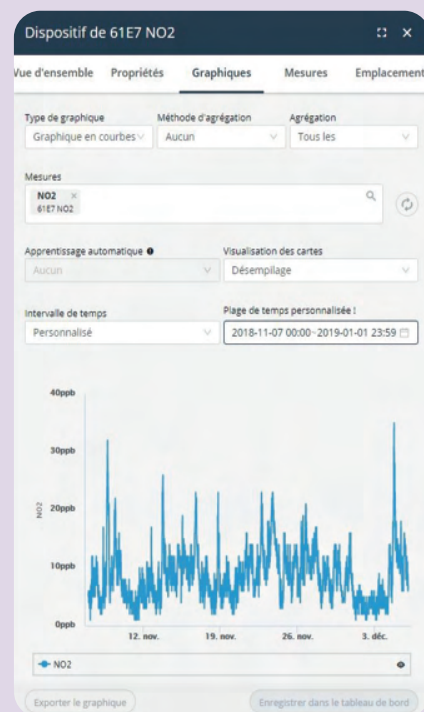 Dispositif de 61E7 NO2
Vue d'ensemble Propriétés Graphiques Mesures Emplacement
Type de graphique Méthode d'agrégation Agrégation
Graphique en courbes Aucun Tous les
Mesures
NO2 ×
61E7 NO2
Apprentissage automatique Visualisation des cartes
Aucun Désempilage
Intervalle de temps Plage de temps personnalisée !
Personnalisé 2018-11-07 00:00~2019-01-01 23:59
40ppb
30ppb
20ppb
10ppb
0ppb
NO2
12. nov. 19. nov. 26. nov. 3. déc.
NO2
Exporter le graphique Enregistrer dans le tableau de bord